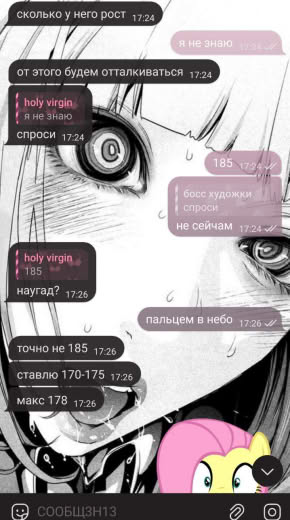 сколько у него рост 17:24
я не знаю 17:24
от этого будем отталкиваться 17:24
holy virgin
я не знаю
спроси 17:24
185 17:24
босс художки
спроси
не сейчам 17:24
holy virgin
185
наугад? 17:26
пальцем в небо 17:26
точно не 185 17:26
ставлю 170-175 17:26
макс 178 17:26
СООБЩЗН13